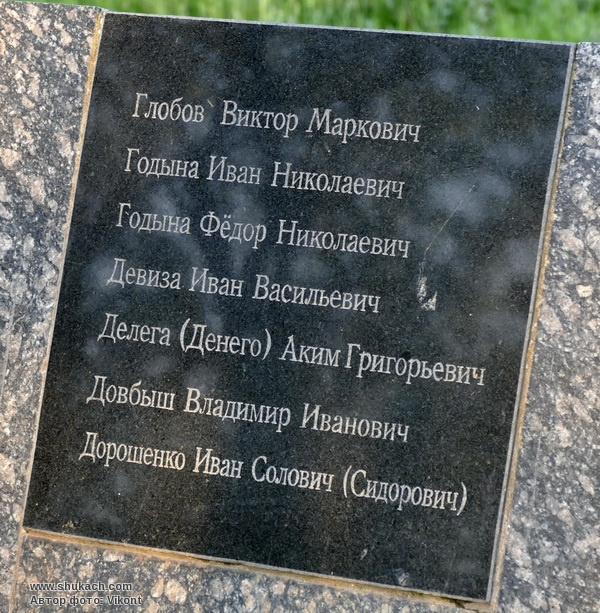 Глобов Виктор Маркович
Годына Иван Николаевич
Годына Фёдор Николаевич
Девиза Иван Васильевич
Делега (Денего) Аким Григорьевич
Довбыш Владимир Иванович
Дорошенко Иван Солович (Сидорович)
www.shukach.com
Автор фото: Vikont